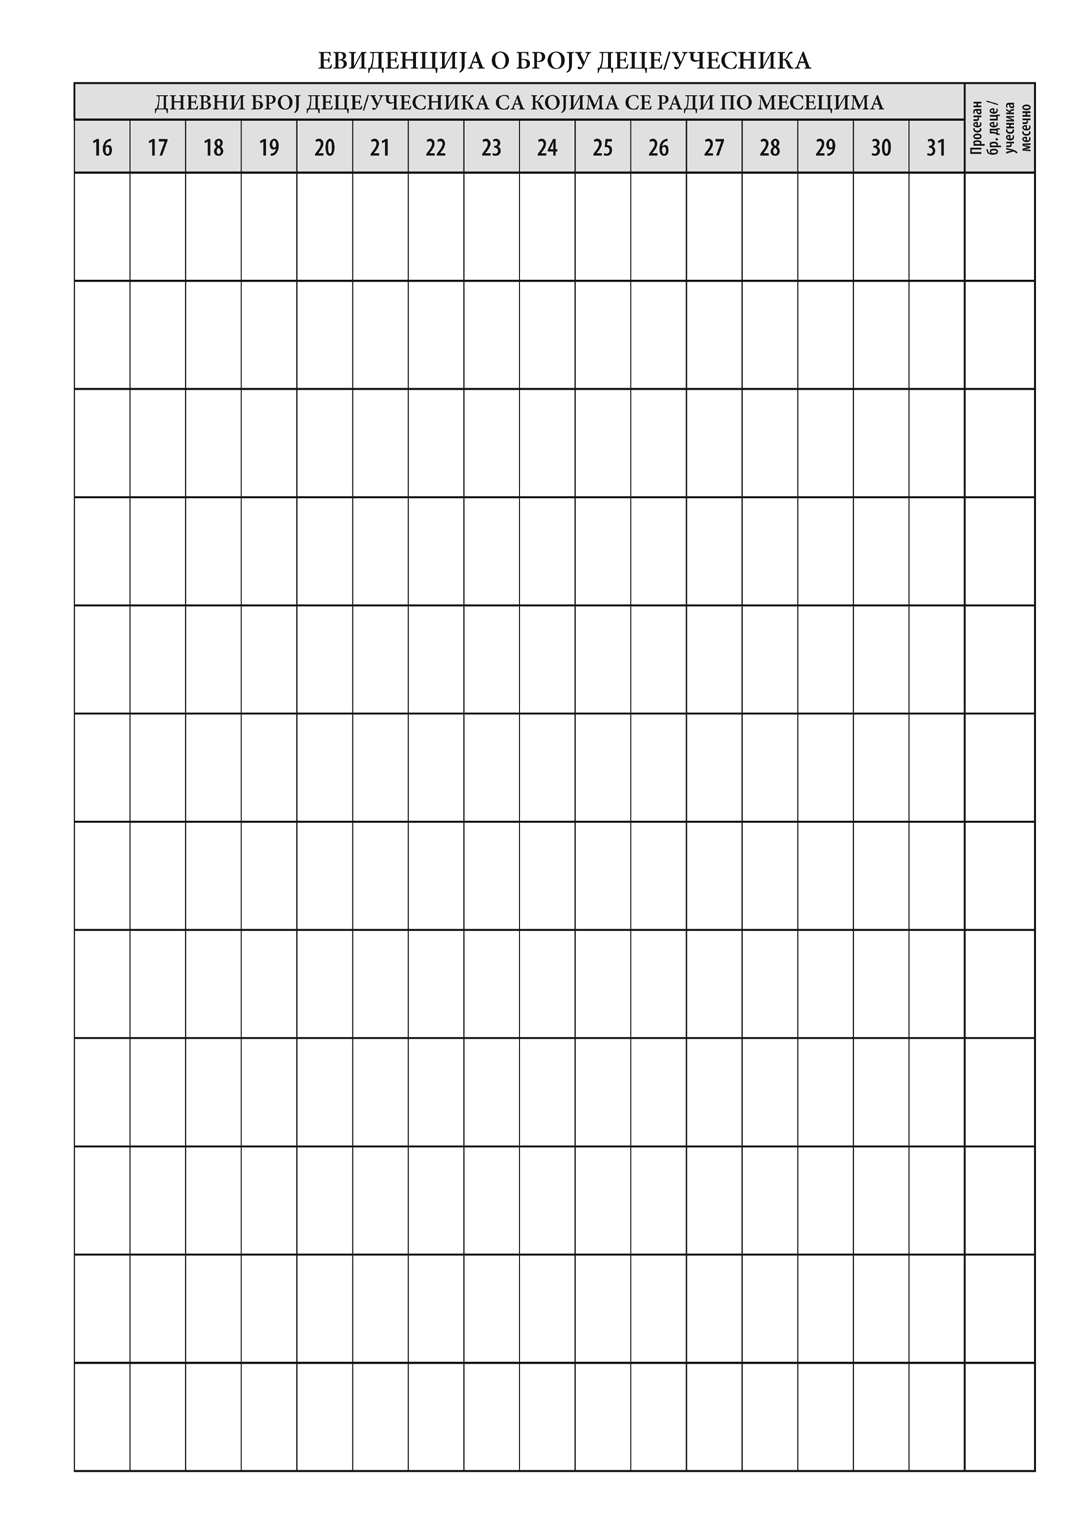 ЕВИДЕНЦИЈА О БРОЈУ ДЕЦЕ/УЧЕСНИКА
ДНЕВНИ БРОЈ ДЕЦЕ/УЧЕСНИКА СА КОЈИМА СЕ РАДИ ПО МЕСЕЦИМА
Просечан
бр. деце /
учесника
месечно
16 17 18 19 20 21 22 23 24 25 26 27 28 29 30 31